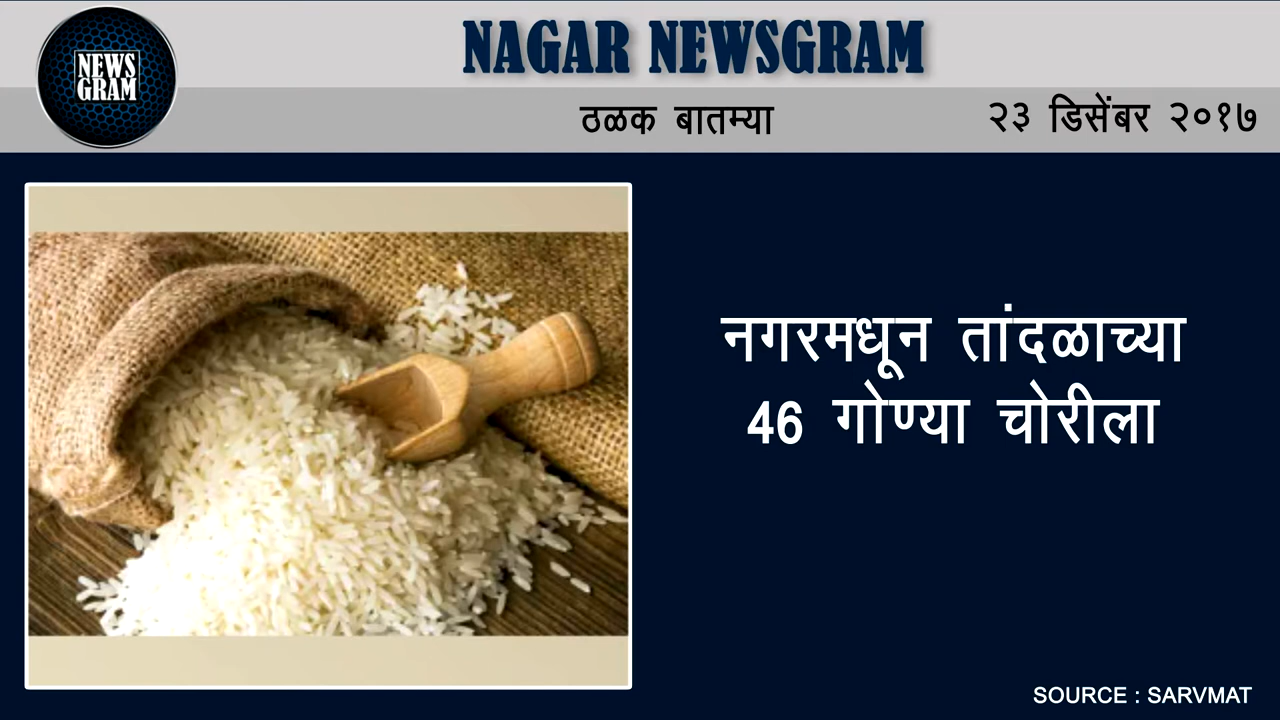 NEWS
GRAM
NAGAR NEWSGRAM
ठळक बातम्या
२३ डिसेंबर २०१७
नगरमधून तांदळाच्या
46 गोण्या चोरीला
SOURCE : SARVMAT